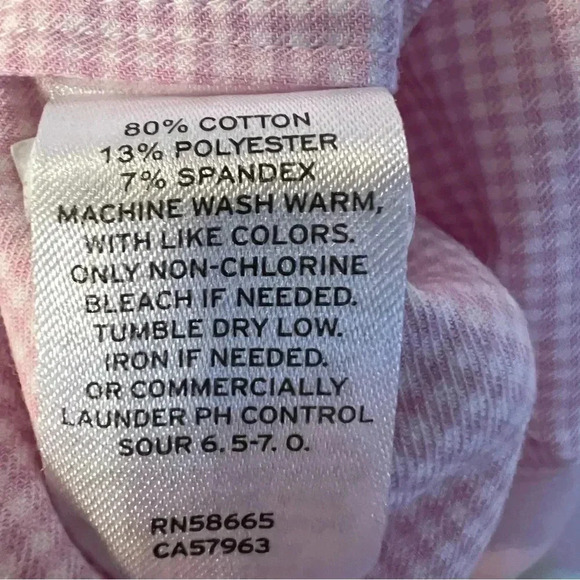 80% COTTON
13% POLYESTER
7% SPANDEX
MACHINE WASH WARM,
WITH LIKE COLORS.
ONLY NON-CHLORINE
BLEACH IF NEEDED.
TUMBLE DRY LOW.
IRON IF NEEDED.
OR COMMERCIALLY
LAUNDER PH CONTROL
SOUR 6.5-7.0.
RN58665
CA57963